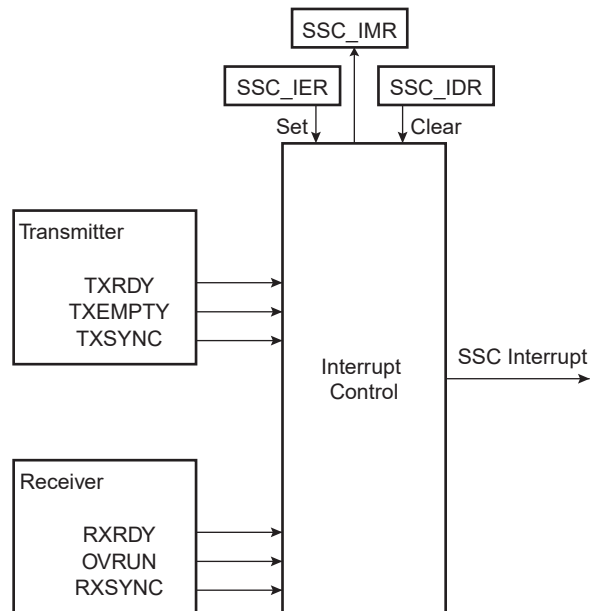 SSC_IMR
SSC_IER
SSC_IDR
Set
Clear
Transmitter
TXRDY
TXEMPTY
TXSYNC
Interrupt
Control
SSC Interrupt
Receiver
RXRDY
OVRUN
RXSYNC